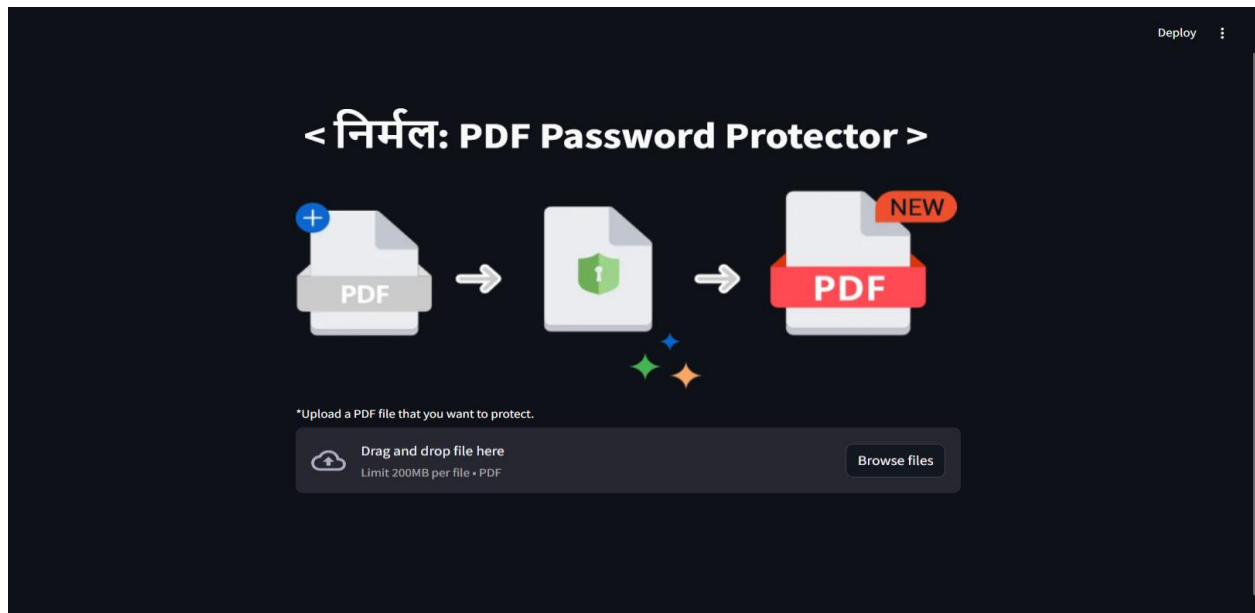 Deploy
< निर्मल: PDF Password Protector >
NEW
PDF
PDF
*Upload a PDF file that you want to protect.
Drag and drop file here
Limit 200MB per file • PDF
Browse files